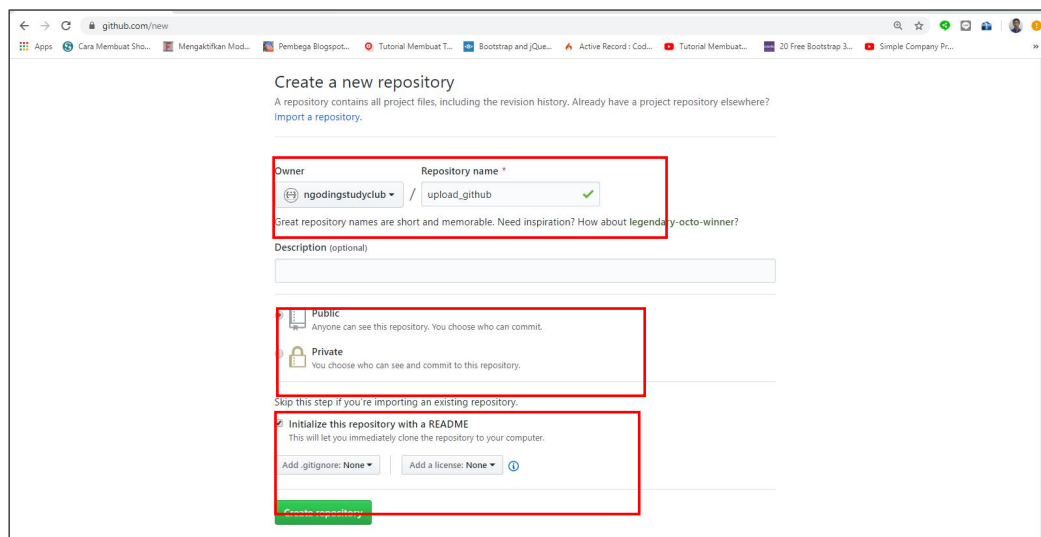 github.com/new
Apps Cara Membuat Sho... Mengaktifkan Mod... Pembega Blogspot... Tutorial Membuat T... Bootstrap and jQue... Active Record : Cod... Tutorial Membuat... 20 Free Bootstrap 3... Simple Company Pr... »
Create a new repository
A repository contains all project files, including the revision history. Already have a project repository elsewhere?
Import a repository.
Owner Repository name *
ngodingstudyclub / upload_github
Great repository names are short and memorable. Need inspiration? How about legendary-octo-winner?
Description (optional)
Public
Anyone can see this repository. You choose who can commit.
Private
You choose who can see and commit to this repository.
Skip this step if you're importing an existing repository.
Initialize this repository with a README
This will let you immediately clone the repository to your computer.
Add .gitignore: None Add a license: None
Create repository